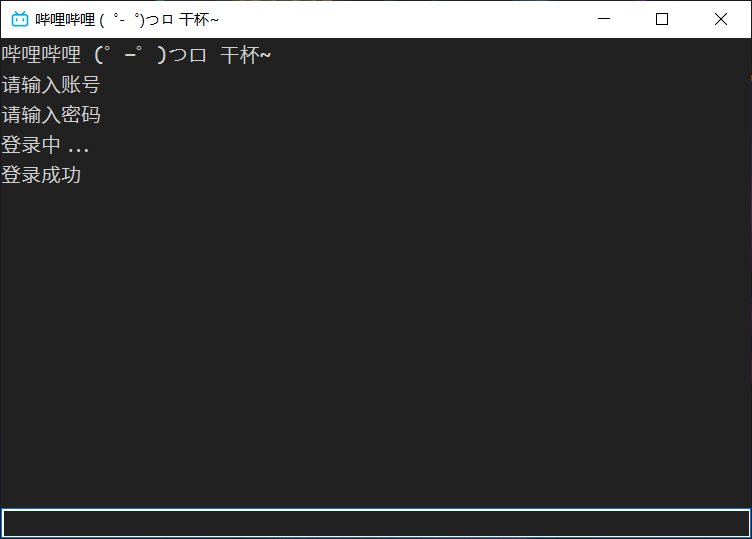 哔哩哔哩 (゜-゜)つロ 干杯~
哔哩哔哩 (゜-゜)つロ 干杯~
请输入账号
请输入密码
登录中 ...
登录成功